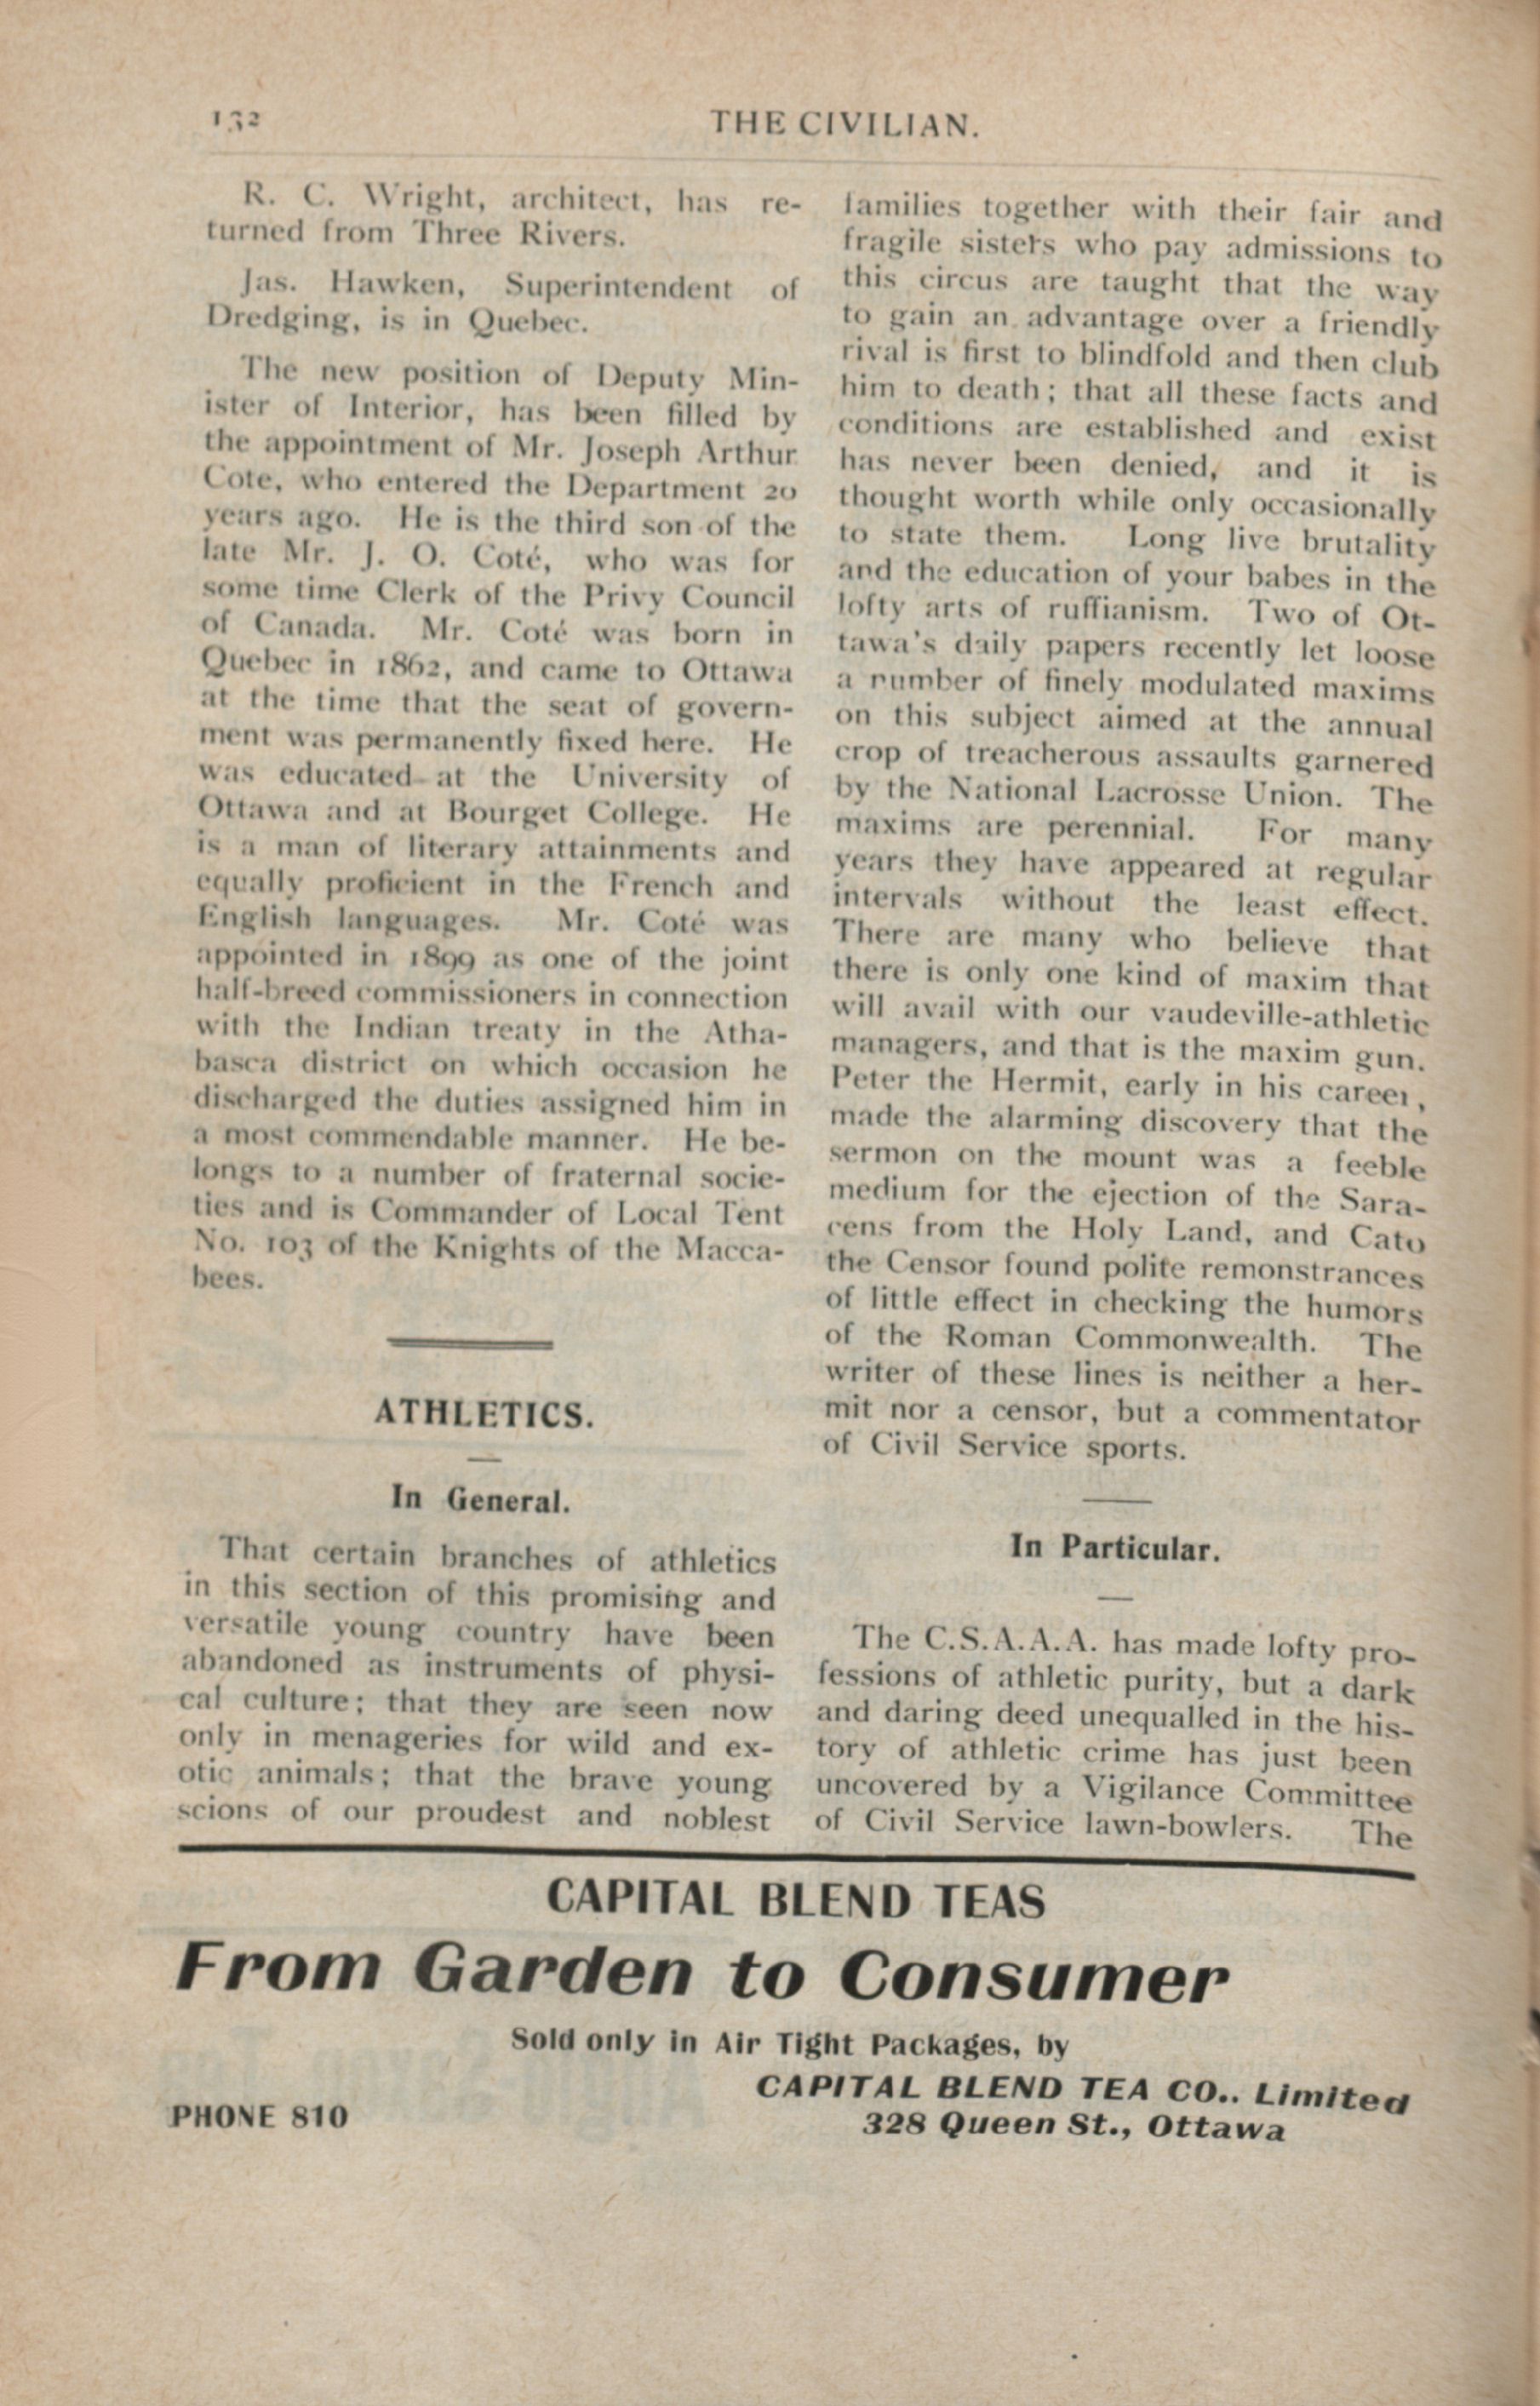 132
THE CIVILIAN.
R. C. Wright, architect, has re-
turned from Three Rivers.
Jas. Hawken, Superintendent of
Dredging, is in Quebec.
The new position of Deputy Min-
ister of Interior, has been filled by
the appointment of Mr. Joseph Arthur
Cote, who entered the Department 20
years ago. He is the third son of the
late Mr. J. O. Coté, who was for
some time Clerk of the Privy Council
of Canada. Mr. Coté was born in
Quebec in 1862, and came to Ottawa
at the time that the seat of govern-
ment was permanently fixed here. He
was educated at the University of
Ottawa and at Bourget College. He
is a man of literary attainments and
equally proficient in the French and
English languages. Mr. Coté was
appointed in 1899 as one of the joint
half-breed commissioners in connection
with the Indian treaty in the Atha-
basca district on which occasion he
discharged the duties assigned him in
a most commendable manner. He be-
longs to a number of fraternal socie-
ties and is Commander of Local Tent
No. 103 of the Knights of the Macca-
bees.
ATHLETICS.
In General.
That certain branches of athletics
in this section of this promising and
versatile young country have been
abandoned as instruments of physi-
cal culture; that they are seen now
only in menageries for wild and ex-
otic animals; that the brave young
scions of our proudest and noblest
families together with their fair and
fragile sisters who pay admissions to
this circus are taught that the way
to gain an advantage over a friendly
rival is first to blindfold and then club
him to death; that all these facts and
conditions are established and exist
has never been denied, and it is
thought worth while only occasionally
to state them. Long live brutality
and the education of your babes in the
lofty arts of ruffianism. Two of Ot-
tawa's daily papers recently let loose
a number of finely modulated maxims
on this subject aimed at the annual
crop of treacherous assaults garnered
by the National Lacrosse Union. The
maxims are perennial. For many
years they have appeared at regular
intervals without the least effect.
There are many who believe that
there is only one kind of maxim that
will avail with our vaudeville-athletic
managers, and that is the maxim gun.
Peter the Hermit, early in his career,
made the alarming discovery that the
sermon on the mount was a feeble
medium for the ejection of the Sara-
cens from the Holy Land, and Cato
the Censor found polite remonstrances
of little effect in checking the humors
of the Roman Commonwealth. The
writer of these lines is neither a her-
mit nor a censor, but a commentator
of Civil Service sports.
In Particular.
The C.S.A.A.A. has made lofty pro-
fessions of athletic purity, but a dark
and daring deed unequalled in the his-
tory of athletic crime has just been
uncovered by a Vigilance Committee
of Civil Service lawn-bowlers. The
CAPITAL BLEND TEAS
From Garden to Consumer
Sold only in Air Tight Packages, by
CAPITAL BLEND TEA CO.. Limited
PHONE 810
328 Queen St., Ottawa